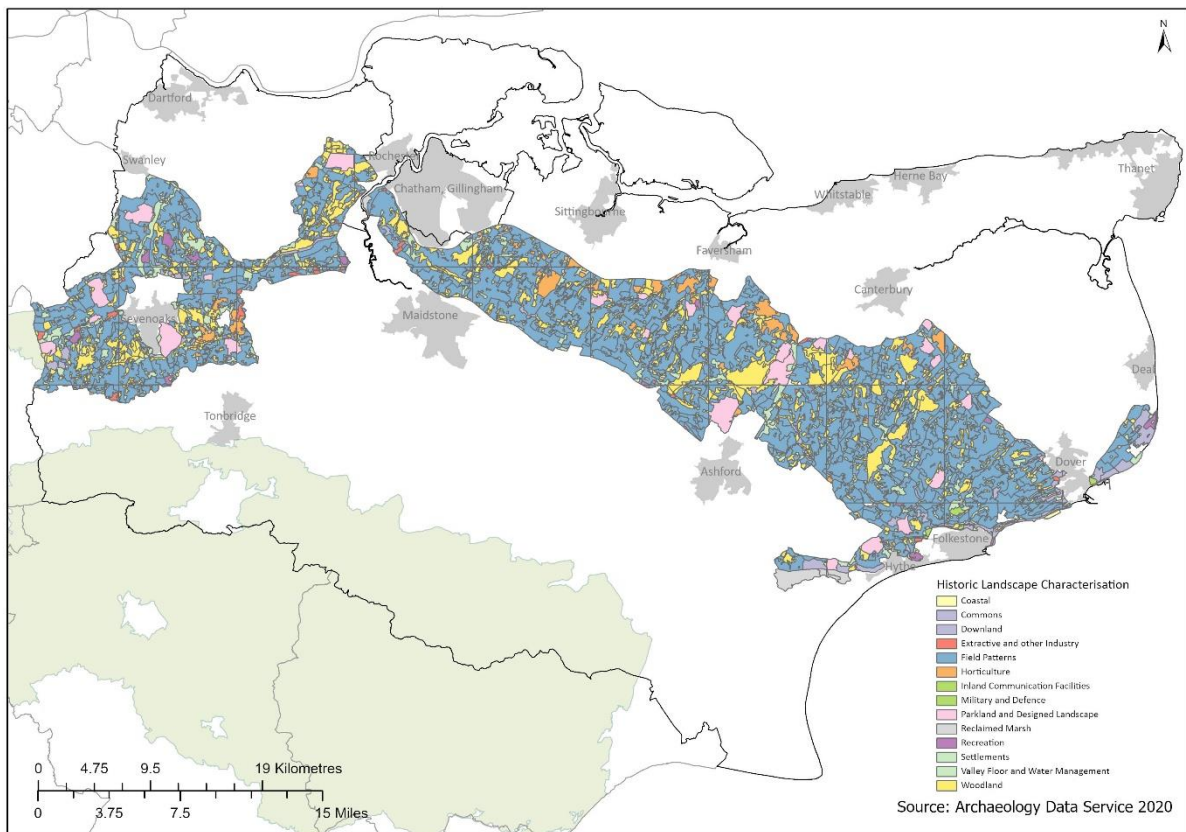 N
Dartford
Swanley
Rochester
Chatham, Gillingham
Sittingbourne
Whitstable
Herne Bay
Thanet
Faversham
Canterbury
Sevenoaks
Maidstone
Deal
Tonbridge
Ashford
Dover
Folkestone
Hythe
Historic Landscape Characterisation
Coastal
Commons
Downland
Extractive and other Industry
Field Patterns
Horticulture
Inland Communication Facilities
Military and Defence
Parkland and Designed Landscape
Reclaimed Marsh
Recreation
Settlements
Valley Floor and Water Management
Woodland
0 4.75 9.5 19 Kilometres
0 3.75 7.5 15 Miles
Source: Archaeology Data Service 2020